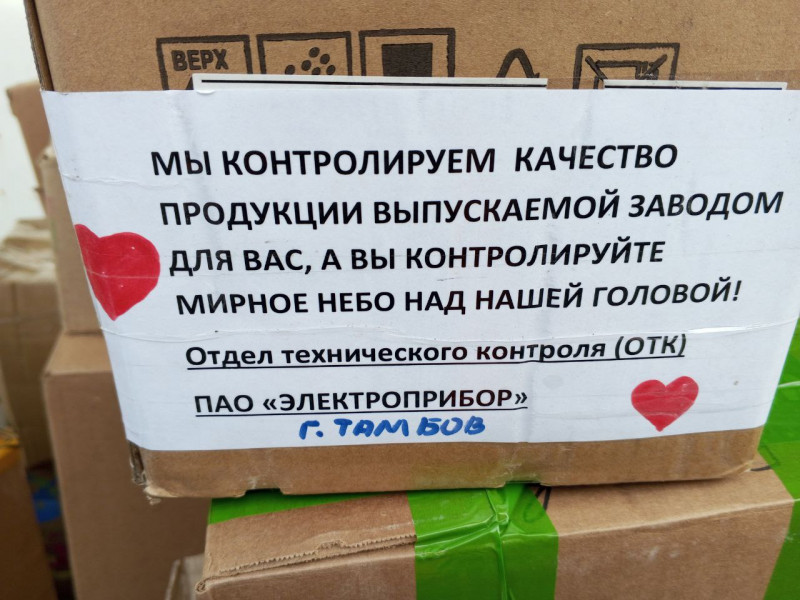 ВЕРХ
МЫ КОНТРОЛИРУЕМ КАЧЕСТВО
ПРОДУКЦИИ ВЫПУСКАЕМОЙ ЗАВОДОМ
ДЛЯ ВАС, А ВЫ КОНТРОЛИРУЙТЕ
МИРНОЕ НЕБО НАД НАШЕЙ ГОЛОВОЙ!
Отдел технического контроля (ОТК)
ПАО «ЭЛЕКТРОПРИБОР»
Г. ТАМБОВ